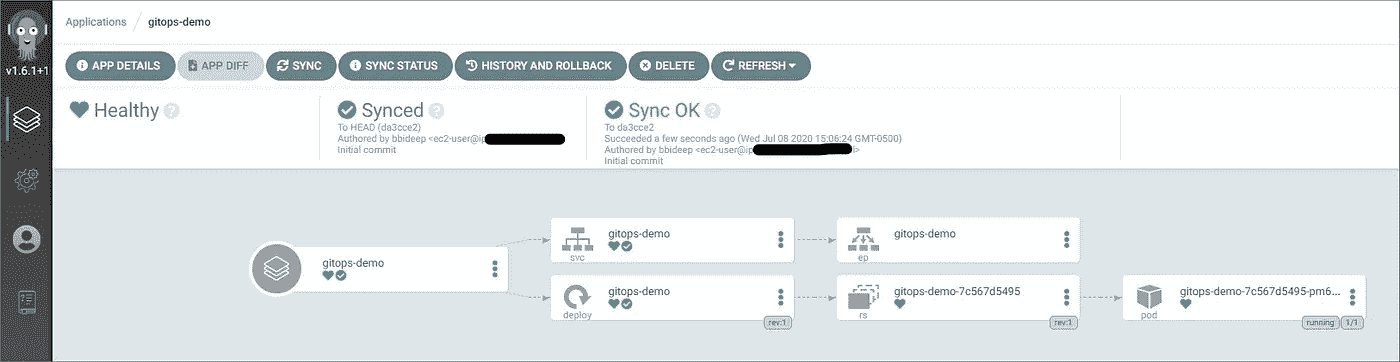 Applications / gitops-demo
v1.6.1+1
APP DETAILS APP DIFF SYNC SYNC STATUS HISTORY AND ROLLBACK DELETE REFRESH
Healthy ?
Synced ?
To HEAD (da3cce2)
Authored by bbideep <ec2-user@ip
Initial commit
Sync OK ?
To da3cce2
Succeeded a few seconds ago (Wed Jul 08 2020 15:06:24 GMT-0500)
Authored by bbideep <ec2-user@ip l>
Initial commit
gitops-demo
gitops-demo
svc
gitops-demo
ep
gitops-demo
deploy
rev:1
gitops-demo-7c567d5495
rs
rev:1
gitops-demo-7c567d5495-pm6...
pod
running 1/1